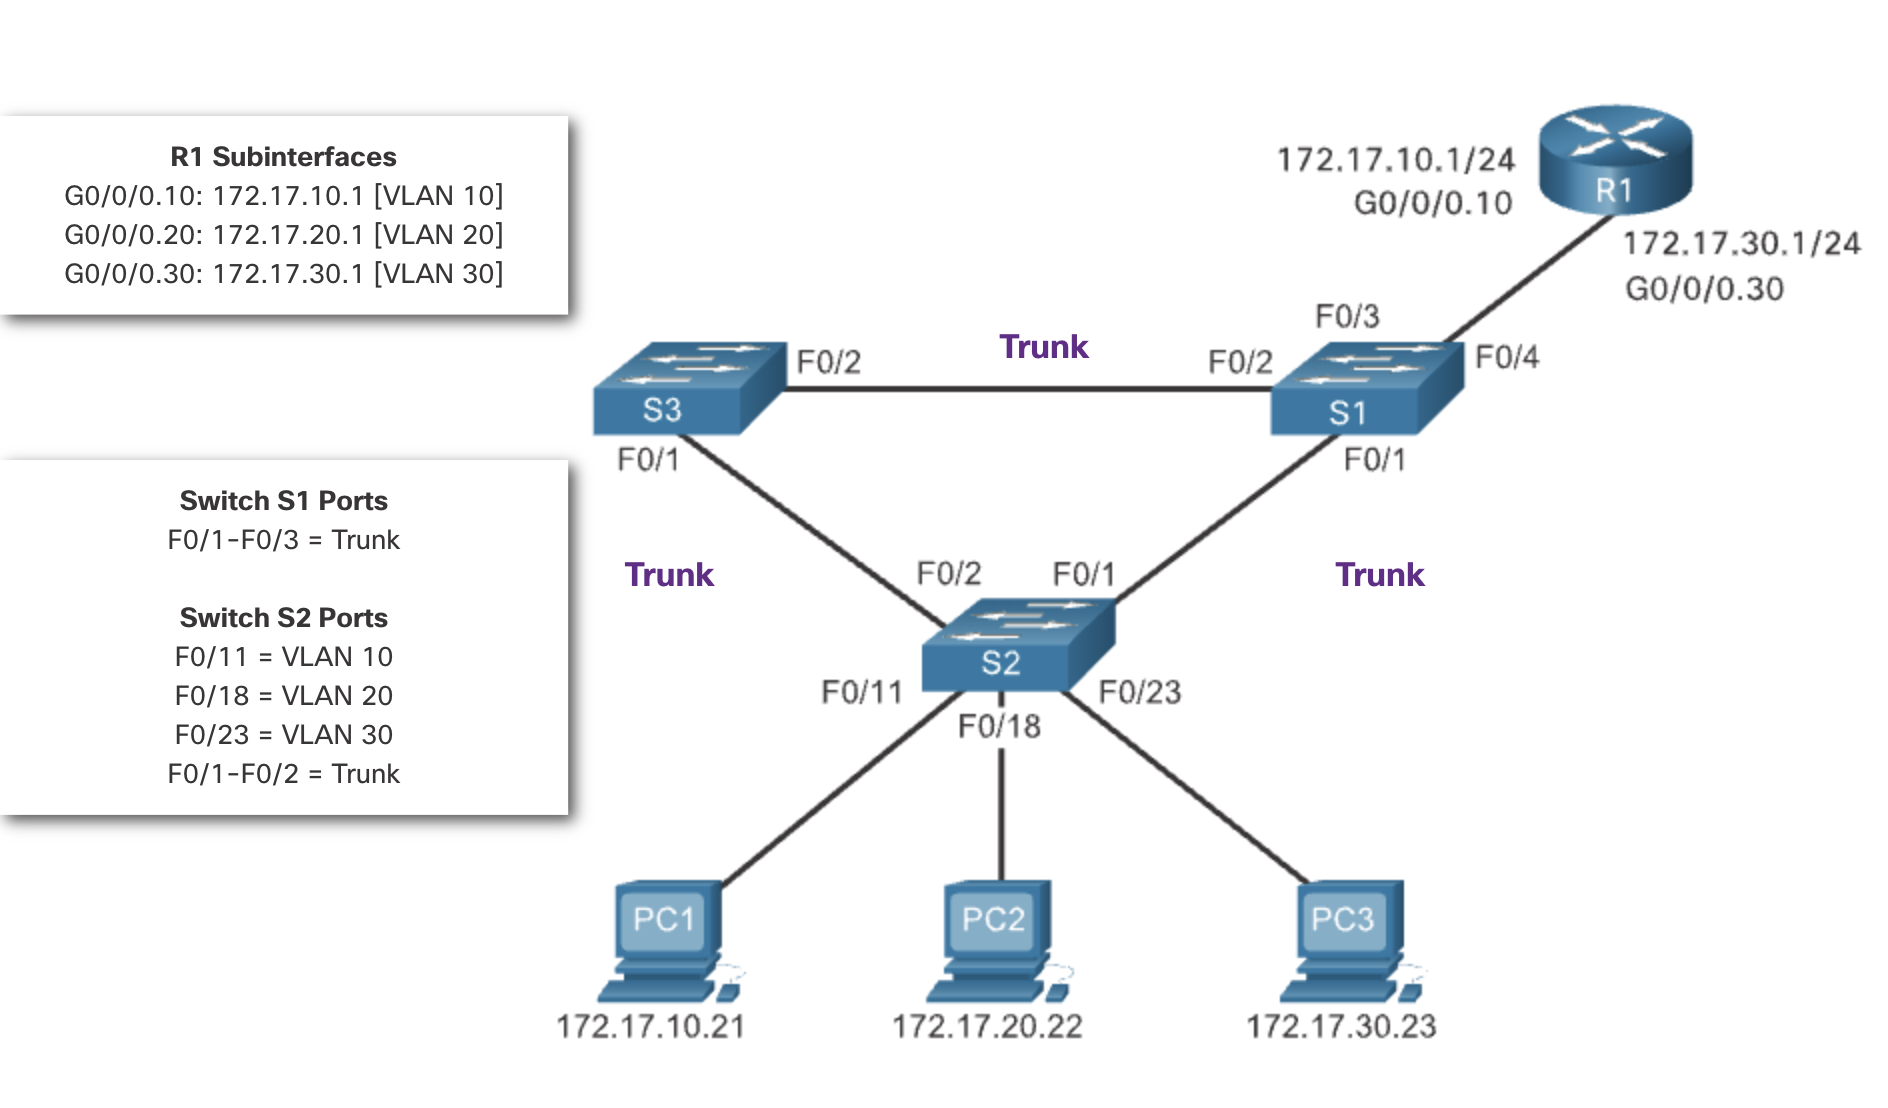 R1 Subinterfaces
G0/0/0.10: 172.17.10.1 [VLAN 10]
G0/0/0.20: 172.17.20.1 [VLAN 20]
G0/0/0.30: 172.17.30.1 [VLAN 30]
172.17.10.1/24
G0/0/0.10
R1
172.17.30.1/24
G0/0/0.30
F0/3
Trunk
F0/2
F0/2
F0/4
S3
S1
F0/1
F0/1
Switch S1 Ports
F0/1-F0/3 = Trunk
Switch S2 Ports
F0/11 = VLAN 10
F0/18 = VLAN 20
F0/23 = VLAN 30
F0/1-F0/2 = Trunk
Trunk
F0/2
F0/1
Trunk
S2
F0/11
F0/23
F0/18
PC1
PC2
PC3
172.17.10.21
172.17.20.22
172.17.30.23